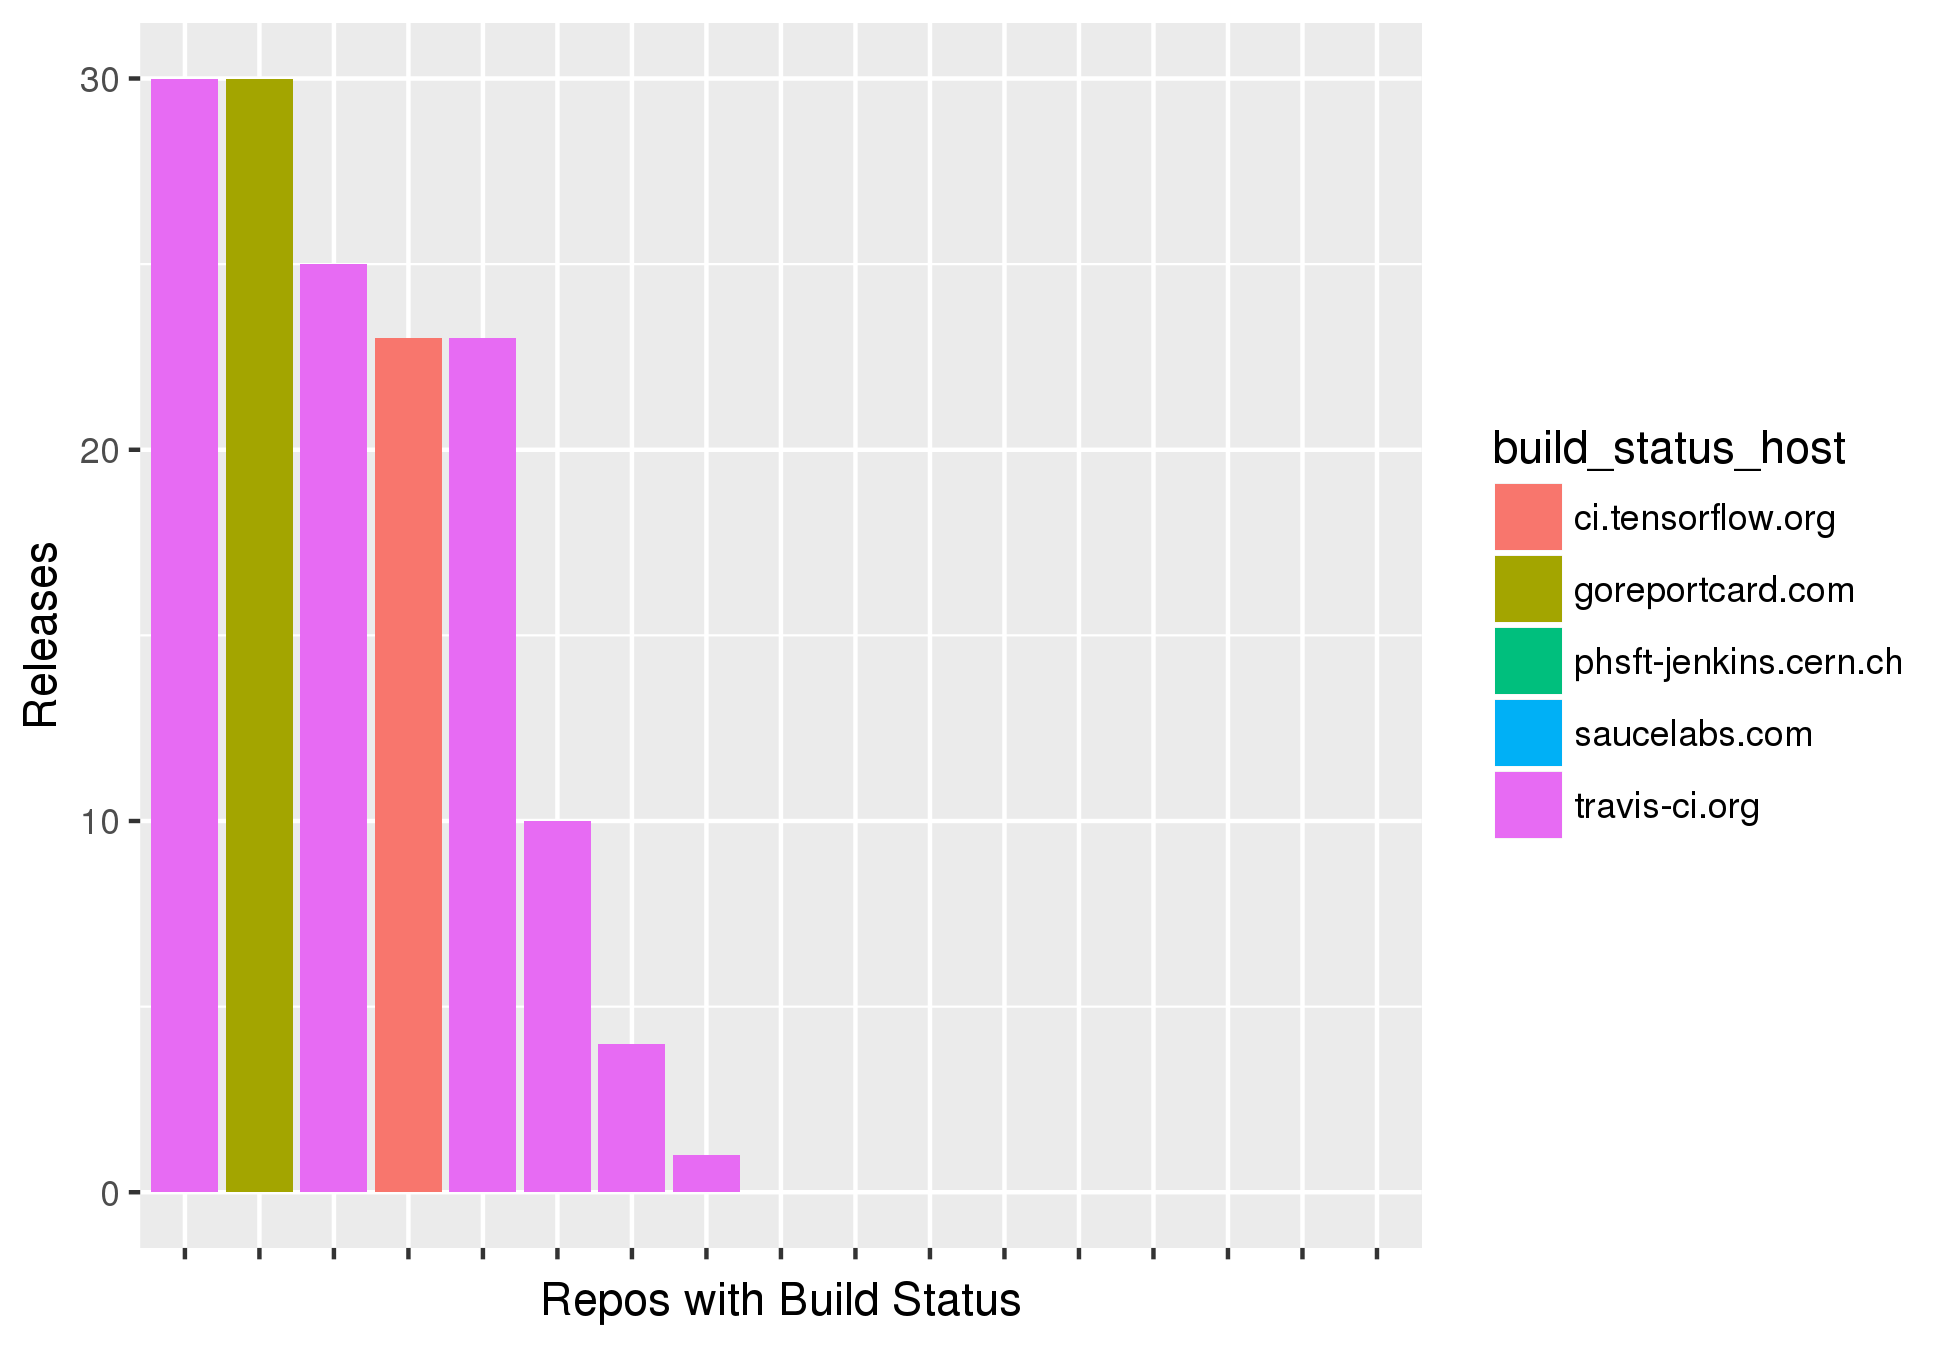 30
20
10
0
Releases
Repos with Build Status
build_status_host
ci.tensorflow.org
goreportcard.com
phsft-jenkins.cern.ch
saucelabs.com
travis-ci.org